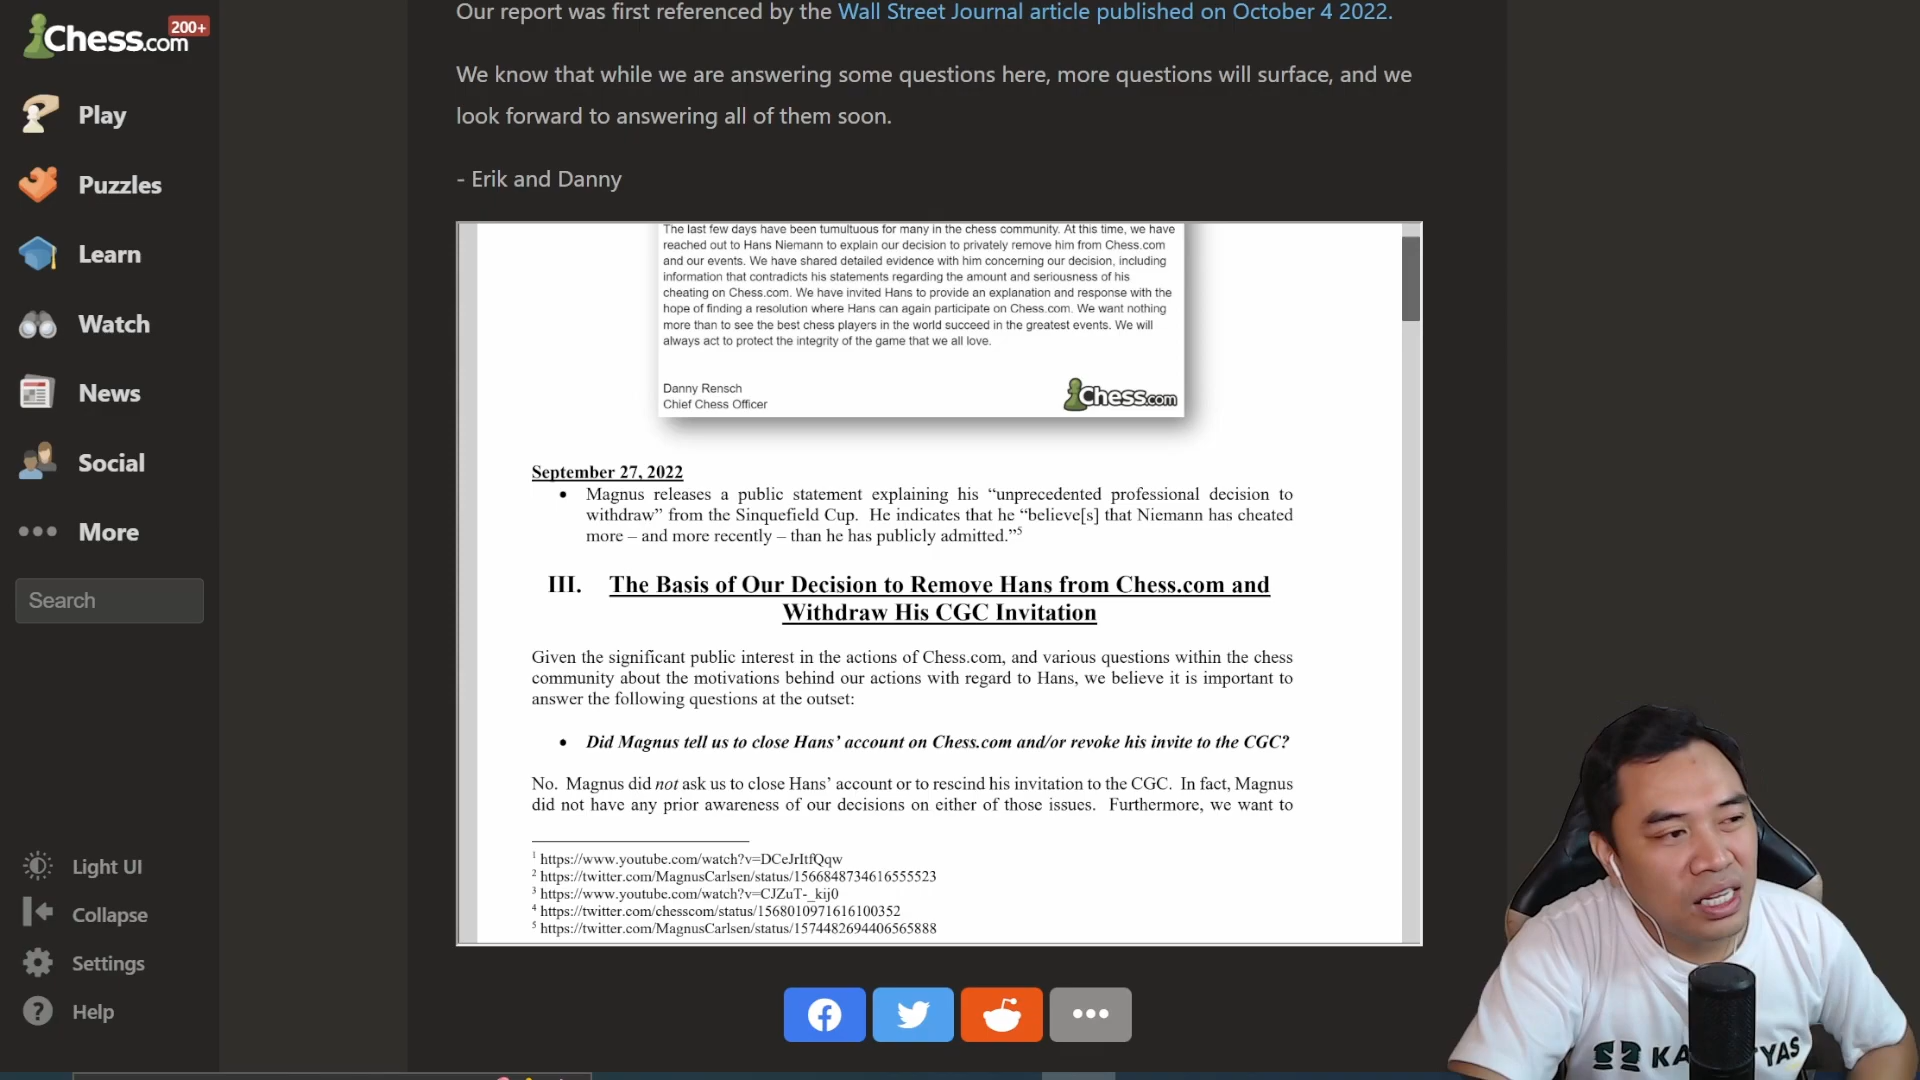 Chess.com
200+
Play
Puzzles
Learn
Watch
News
Social
More
Search
Light UI
Collapse
Settings
Help
Our report was first referenced by the Wall Street Journal article published on October 4 2022.
We know that while we are answering some questions here, more questions will surface, and we
look forward to answering all of them soon.
- Erik and Danny
The last few days have been tumultuous for many in the chess community. At this time, we have
reached out to Hans Niemann to explain our decision to privately remove him from Chess.com
and our events. We have shared detailed evidence with him concerning our decision, including
information that contradicts his statements regarding the amount and seriousness of his
cheating on Chess.com. We have invited Hans to provide an explanation and response with the
hope of finding a resolution where Hans can again participate on Chess.com. We want nothing
more than to see the best chess players in the world succeed in the greatest events. We will
always act to protect the integrity of the game that we all love.
Danny Rensch
Chief Chess Officer
Chess.com
September 27, 2022
• Magnus releases a public statement explaining his “unprecedented professional decision to
withdraw” from the Sinquefield Cup. He indicates that he “believe[s] that Niemann has cheated
more – and more recently – than he has publicly admitted.”5
III. The Basis of Our Decision to Remove Hans from Chess.com and
Withdraw His CGC Invitation
Given the significant public interest in the actions of Chess.com, and various questions within the chess
community about the motivations behind our actions with regard to Hans, we believe it is important to
answer the following questions at the outset:
• Did Magnus tell us to close Hans’ account on Chess.com and/or revoke his invite to the CGC?
No. Magnus did not ask us to close Hans’ account or to rescind his invitation to the CGC. In fact, Magnus
did not have any prior awareness of our decisions on either of those issues. Furthermore, we want to
1 https://www.youtube.com/watch?v=DCeJrItfQqw
2 https://twitter.com/MagnusCarlsen/status/1566848734616555523
3 https://www.youtube.com/watch?v=CJZuT-_kij0
4 https://twitter.com/chesscom/status/1568010971616100352
5 https://twitter.com/MagnusCarlsen/status/1574482694406565888